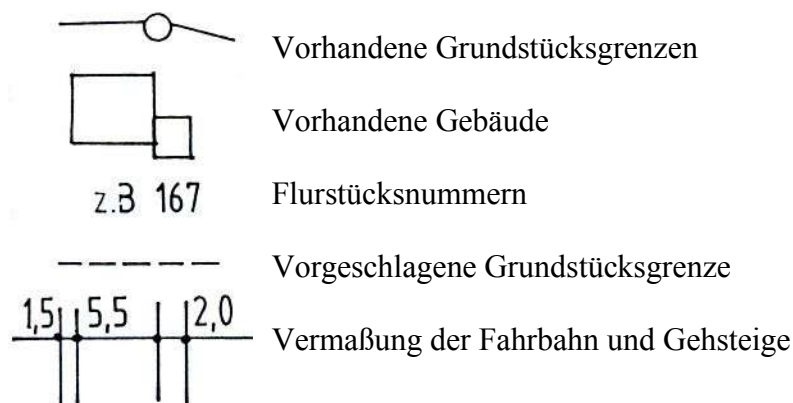 Vorhandene Grundstücksgrenzen
Vorhandene Gebäude
z.B 167 Flurstücksnummern
Vorgeschlagene Grundstücksgrenze
1,5 5,5 2,0
Vermaßung der Fahrbahn und Gehsteige